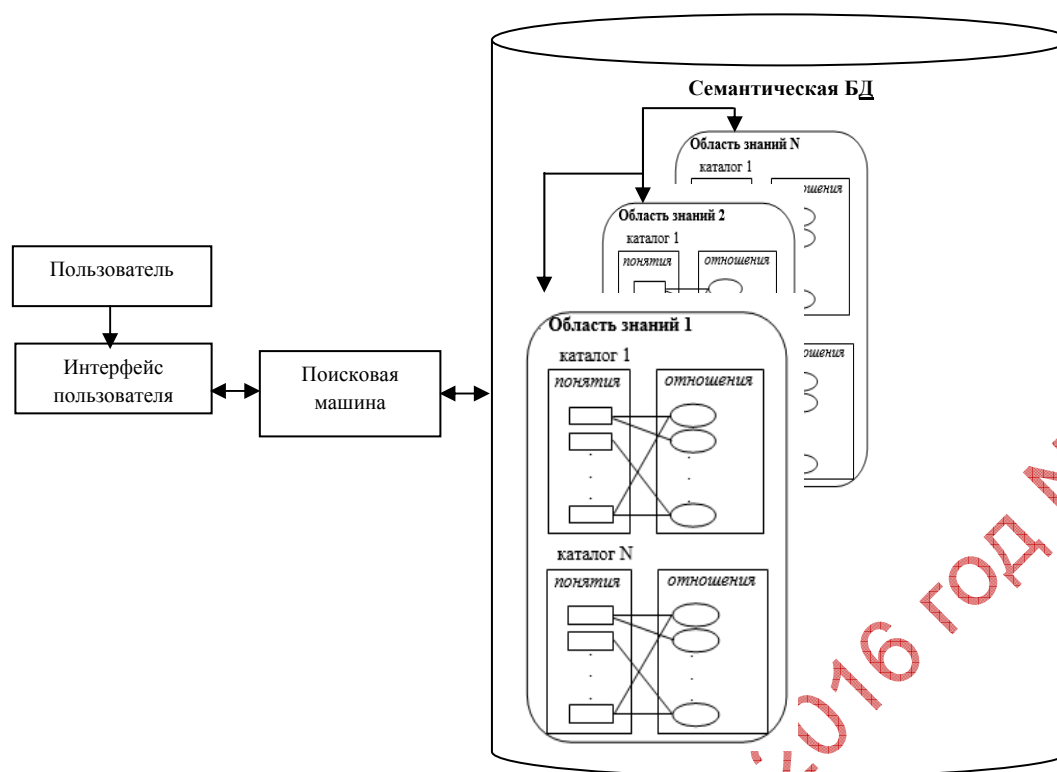 Семантическая БД
Область знаний N
каталог 1
ошения
Область знаний 2
каталог 1
понятия
отношения
Пользователь
Интерфейс
пользователя
Поисковая
машина
Область знаний 1
каталог 1
понятия
отношения
ошения
каталог N
понятия
отношения
2016 год